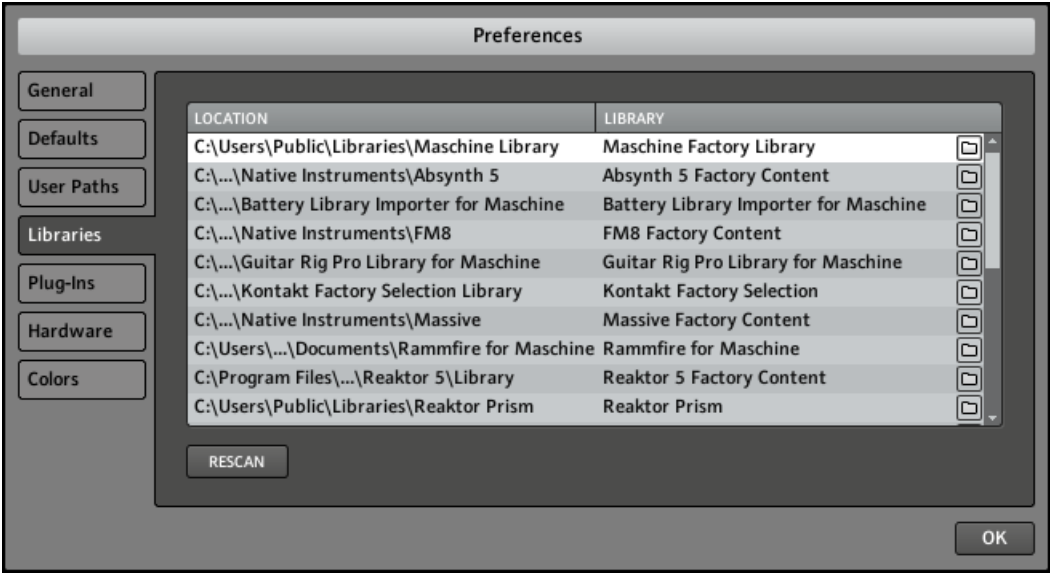 Preferences
General
Defaults
User Paths
Libraries
Plug-Ins
Hardware
Colors
LOCATION LIBRARY
C:\Users\Public\Libraries\Maschine Library Maschine Factory Library
C:\...\Native Instruments\Absynth 5 Absynth 5 Factory Content
C:\...\Battery Library Importer for Maschine Battery Library Importer for Maschine
C:\...\Native Instruments\FM8 FM8 Factory Content
C:\...\Guitar Rig Pro Library for Maschine Guitar Rig Pro Library for Maschine
C:\...\Kontakt Factory Selection Library Kontakt Factory Selection
C:\...\Native Instruments\Massive Massive Factory Content
C:\Users\...\Documents\Rammfire for Maschine Rammfire for Maschine
C:\Program Files\...\Reaktor 5\Library Reaktor 5 Factory Content
C:\Users\Public\Libraries\Reaktor Prism Reaktor Prism
RESCAN
OK